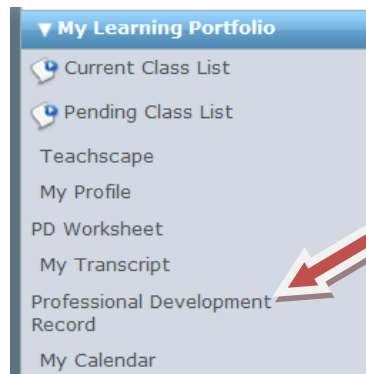 ▼ My Learning Portfolio
Current Class List
Pending Class List
Teachscape
My Profile
PD Worksheet
My Transcript
Professional Development
Record
My Calendar